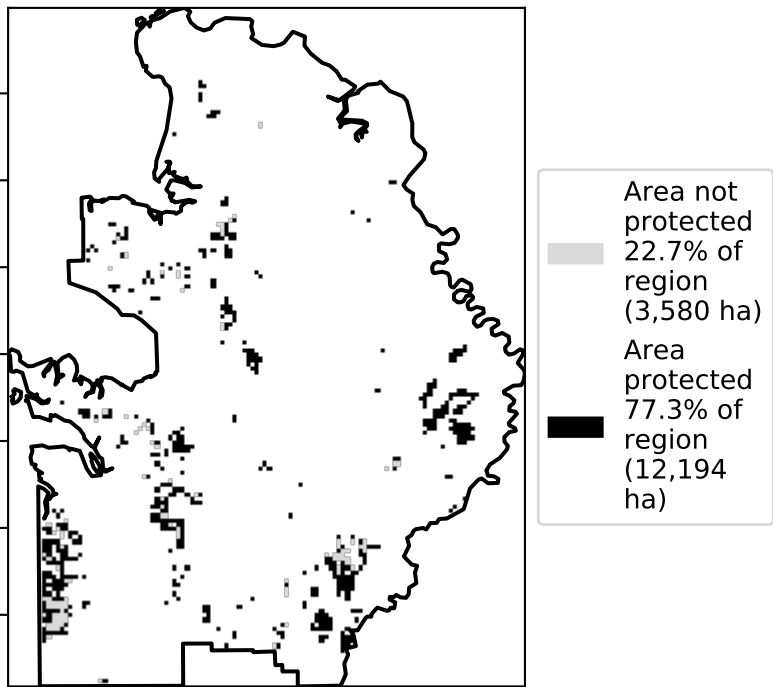 Area not
protected
22.7% of
region
(3,580 ha)
Area
protected
77.3% of
region
(12,194
ha)